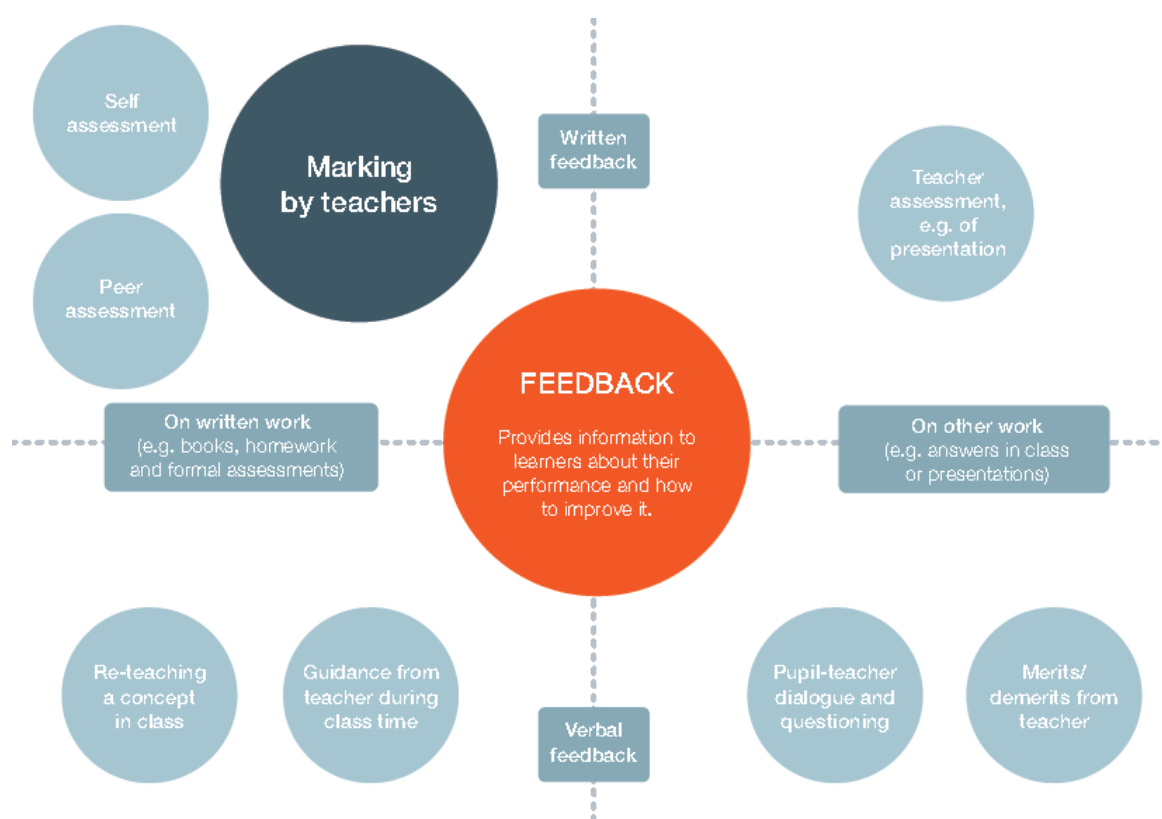 Self
assessment
Marking
by teachers
Written
feedback
Teacher
assessment,
e.g. of
presentation
Peer
assessment
FEEDBACK
Provides information to
learners about their
performance and how
to improve it.
On written work
(e.g. books, homework
and formal assessments)
On other work
(e.g. answers in class
or presentations)
Re-teaching
a concept
in class
Guidance from
teacher during
class time
Verbal
feedback
Pupil-teacher
dialogue and
questioning
Merits/
demerits from
teacher